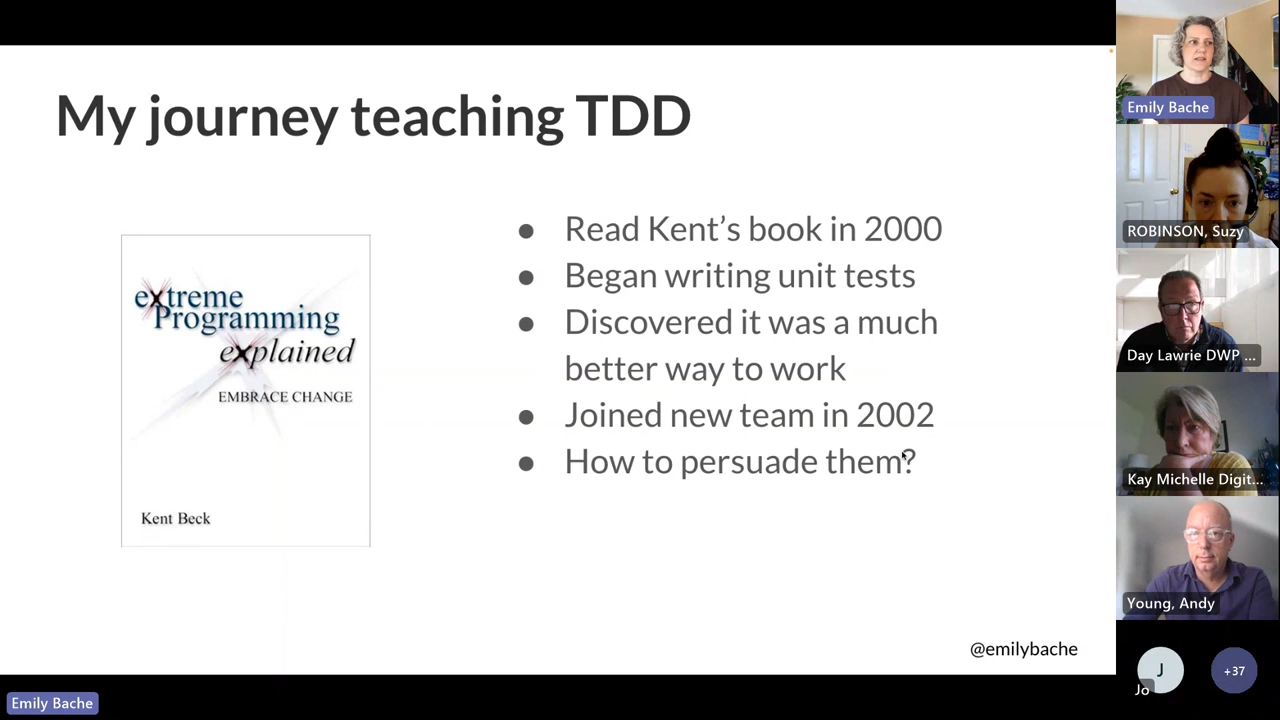 My journey teaching TDD
eXtreme
Programming
eXplained
EMBRACE CHANGE
Kent Beck
● Read Kent’s book in 2000
● Began writing unit tests
● Discovered it was a much
better way to work
● Joined new team in 2002
● How to persuade them?
@emilybache
Emily Bache
Emily Bache
ROBINSON, Suzy
Day Lawrie DWP ...
Kay Michelle Digit...
Young, Andy
J
Jo
+37